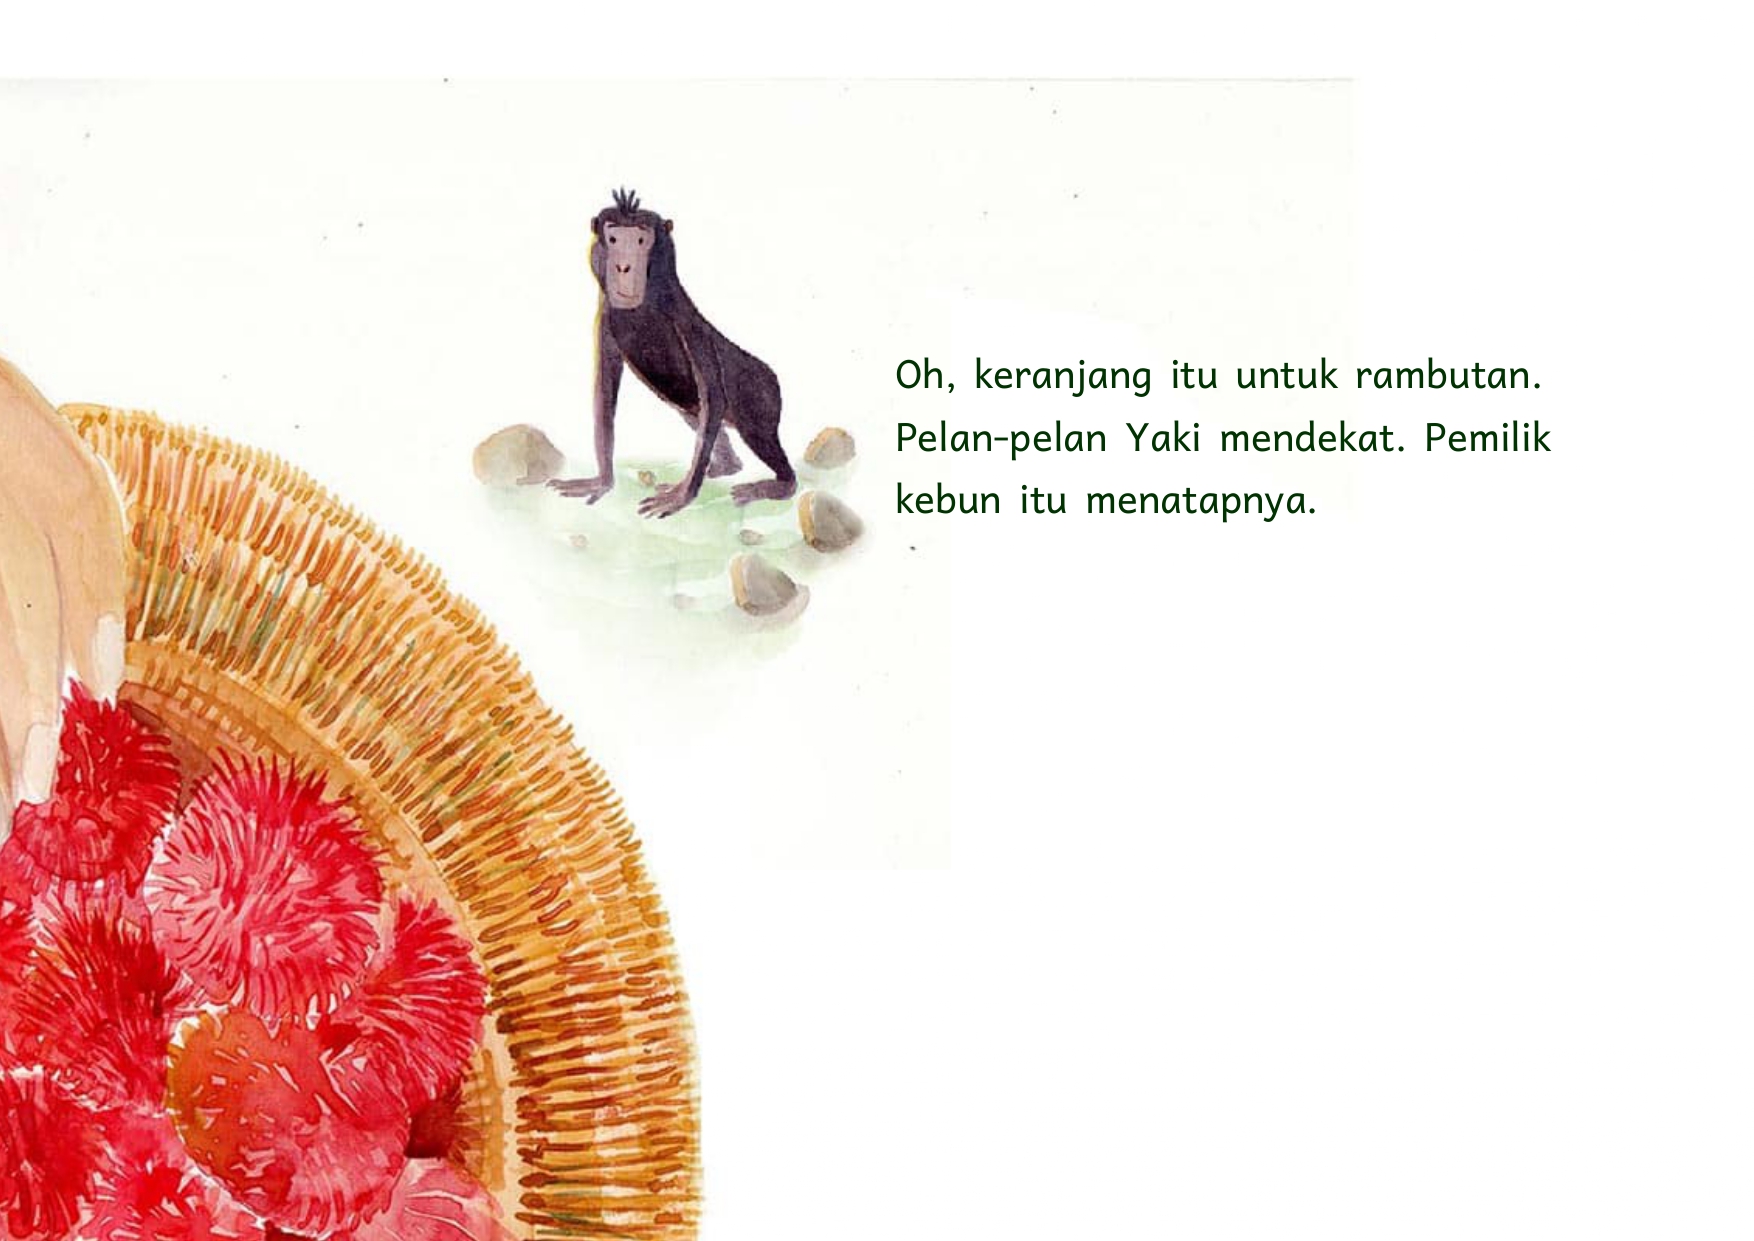 Oh, keranjang itu untuk rambutan.
Pelan-pelan Yaki mendekat. Pemilik
kebun itu menatapnya.